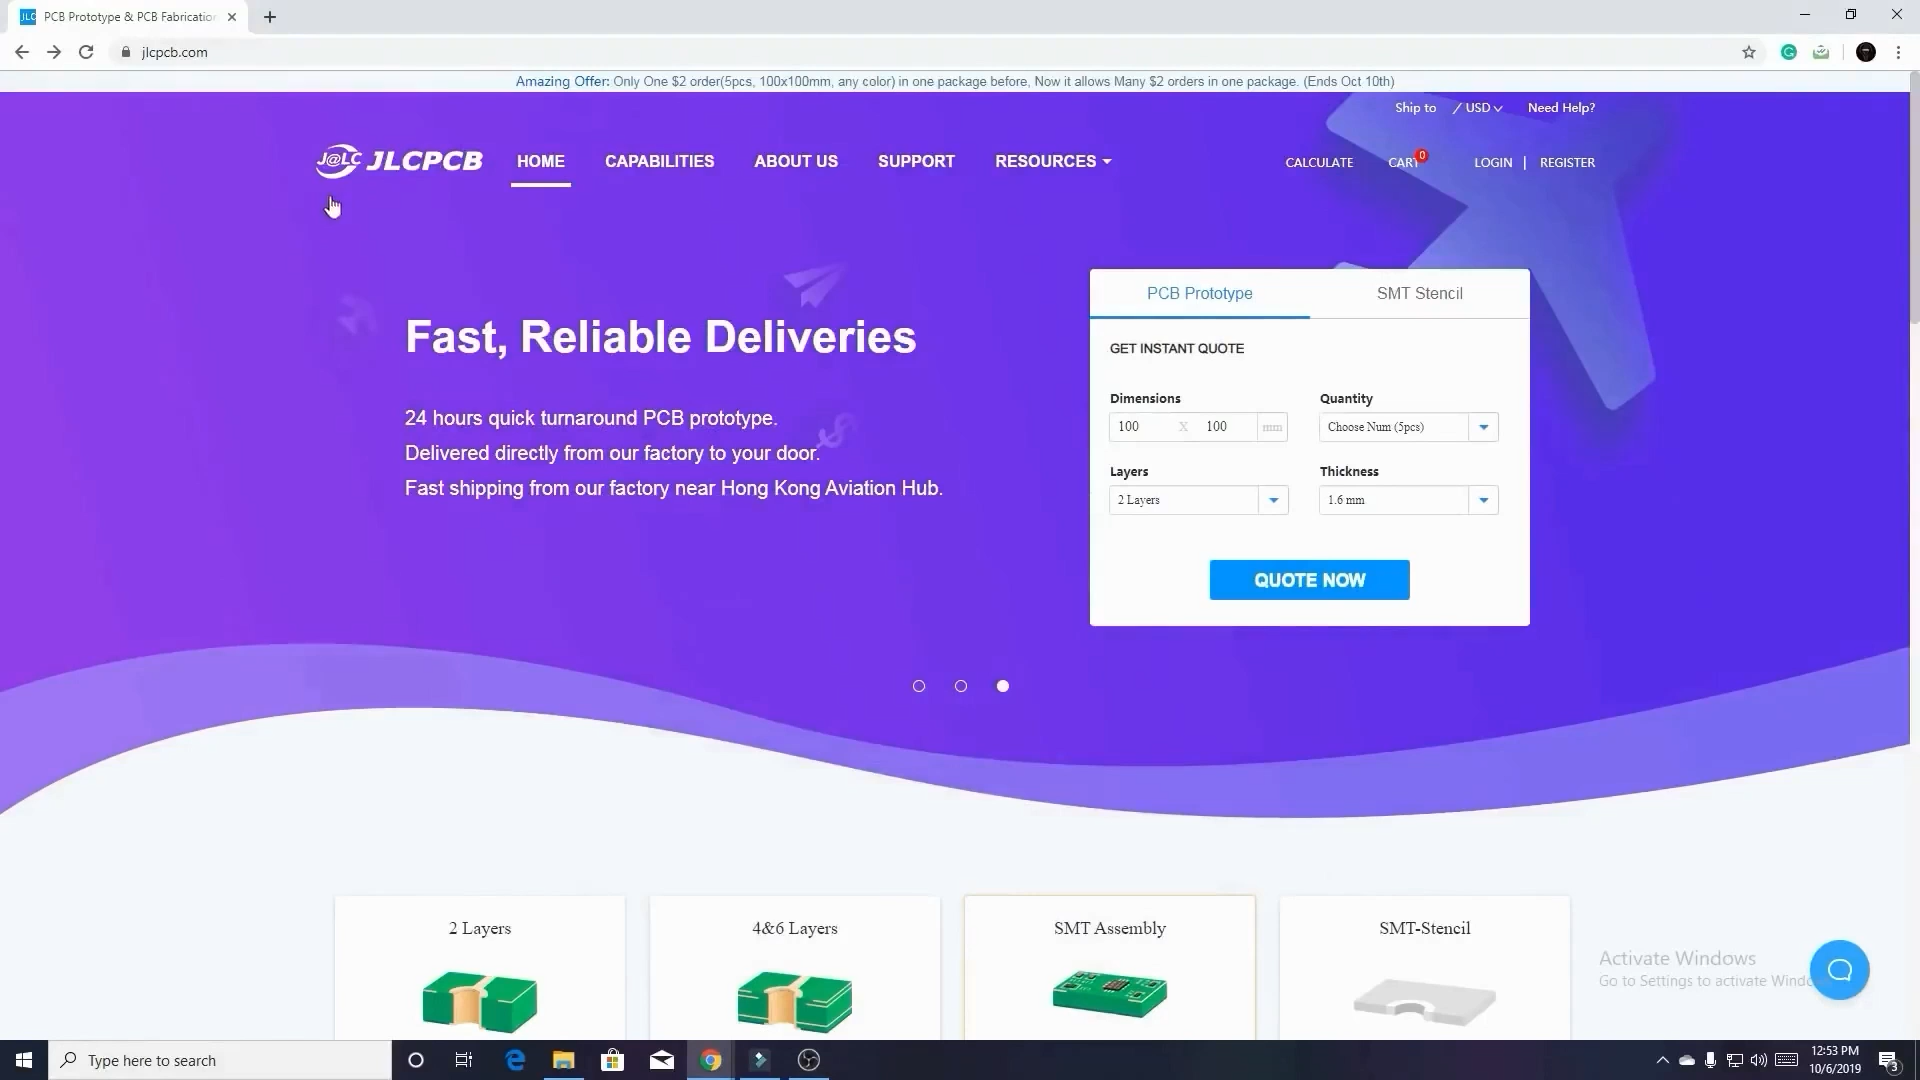 PCB Prototype & PCB Fabrication
jlcpcb.com
Amazing Offer: Only One $2 order(5pcs, 100x100mm, any color) in one package before, Now it allows Many $2 orders in one package. (Ends Oct 10th)
Ship to / USD Need Help?
J@LC JLCPCB HOME CAPABILITIES ABOUT US SUPPORT RESOURCES CALCULATE CART 0 LOGIN | REGISTER
Fast, Reliable Deliveries
24 hours quick turnaround PCB prototype.
Delivered directly from our factory to your door.
Fast shipping from our factory near Hong Kong Aviation Hub.
PCB Prototype SMT Stencil
GET INSTANT QUOTE
Dimensions Quantity
100 X 100 mm Choose Num (5pcs)
Layers Thickness
2 Layers 1.6 mm
QUOTE NOW
2 Layers 4&6 Layers SMT Assembly SMT-Stencil
Activate Windows
Go to Settings to activate Windo
Type here to search
12:53 PM
10/6/2019
3